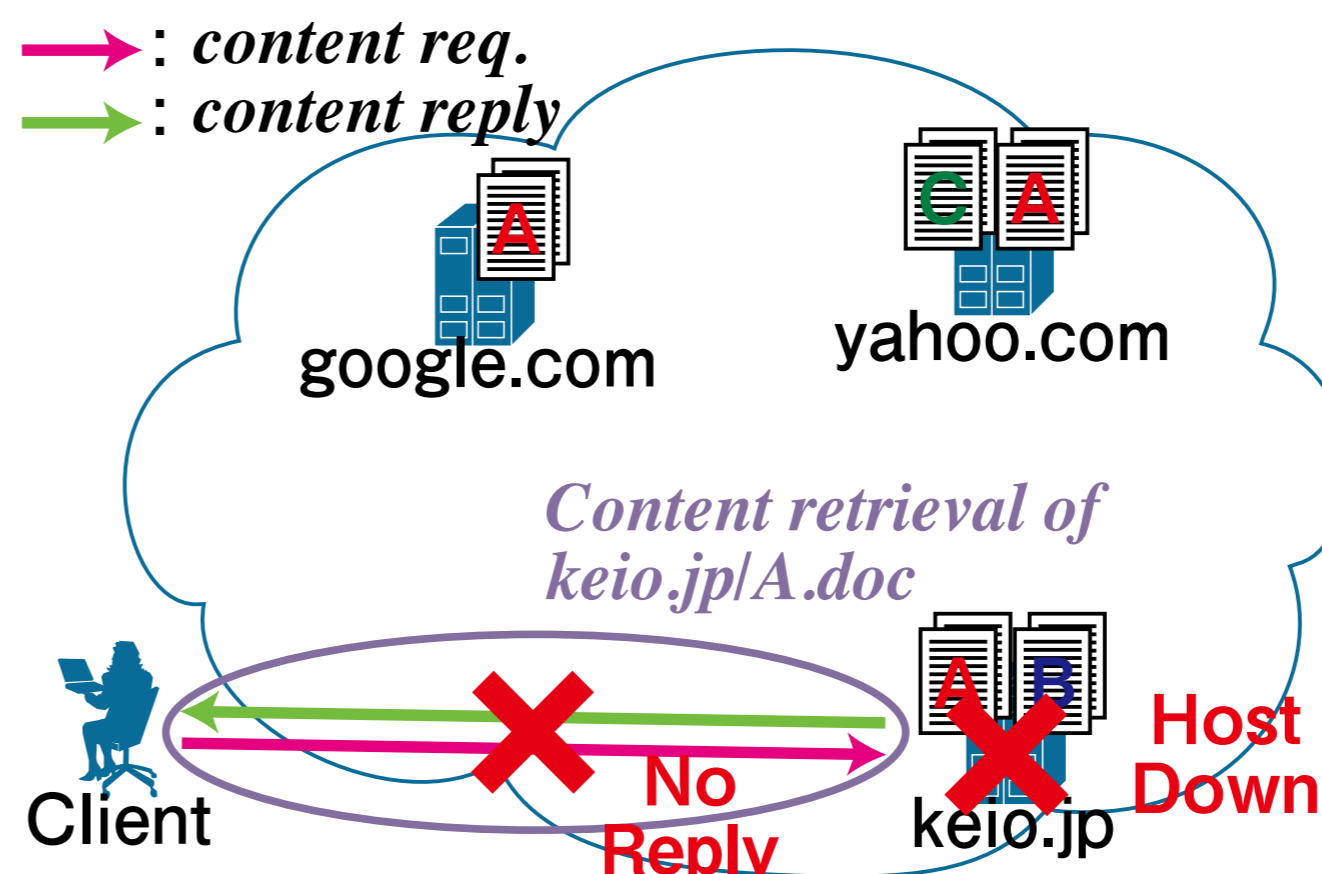 : content req.
: content reply
C A
A
google.com
yahoo.com
Content retrieval of
keio.jp/A.doc
A B
Host
Down
No
Reply
Client
keio.jp